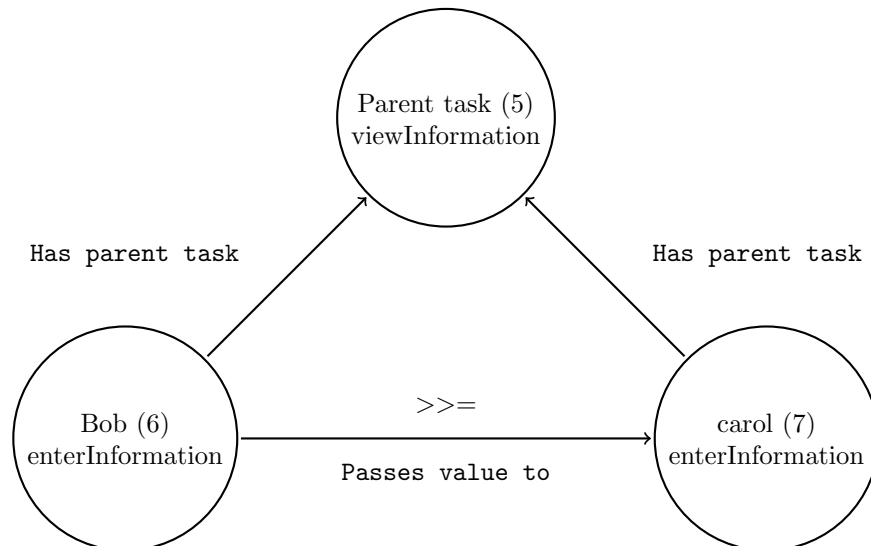 Parent task (5)
viewInformation
Has parent task
Has parent task
Bob (6)
enterInformation
>>=
Passes value to
carol (7)
enterInformation